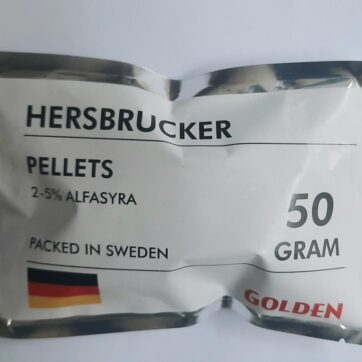 HERSBRUCKER
PELLETS
2-5% ALFASYRA
50
GRAM
PACKED IN SWEDEN
GOLDEN